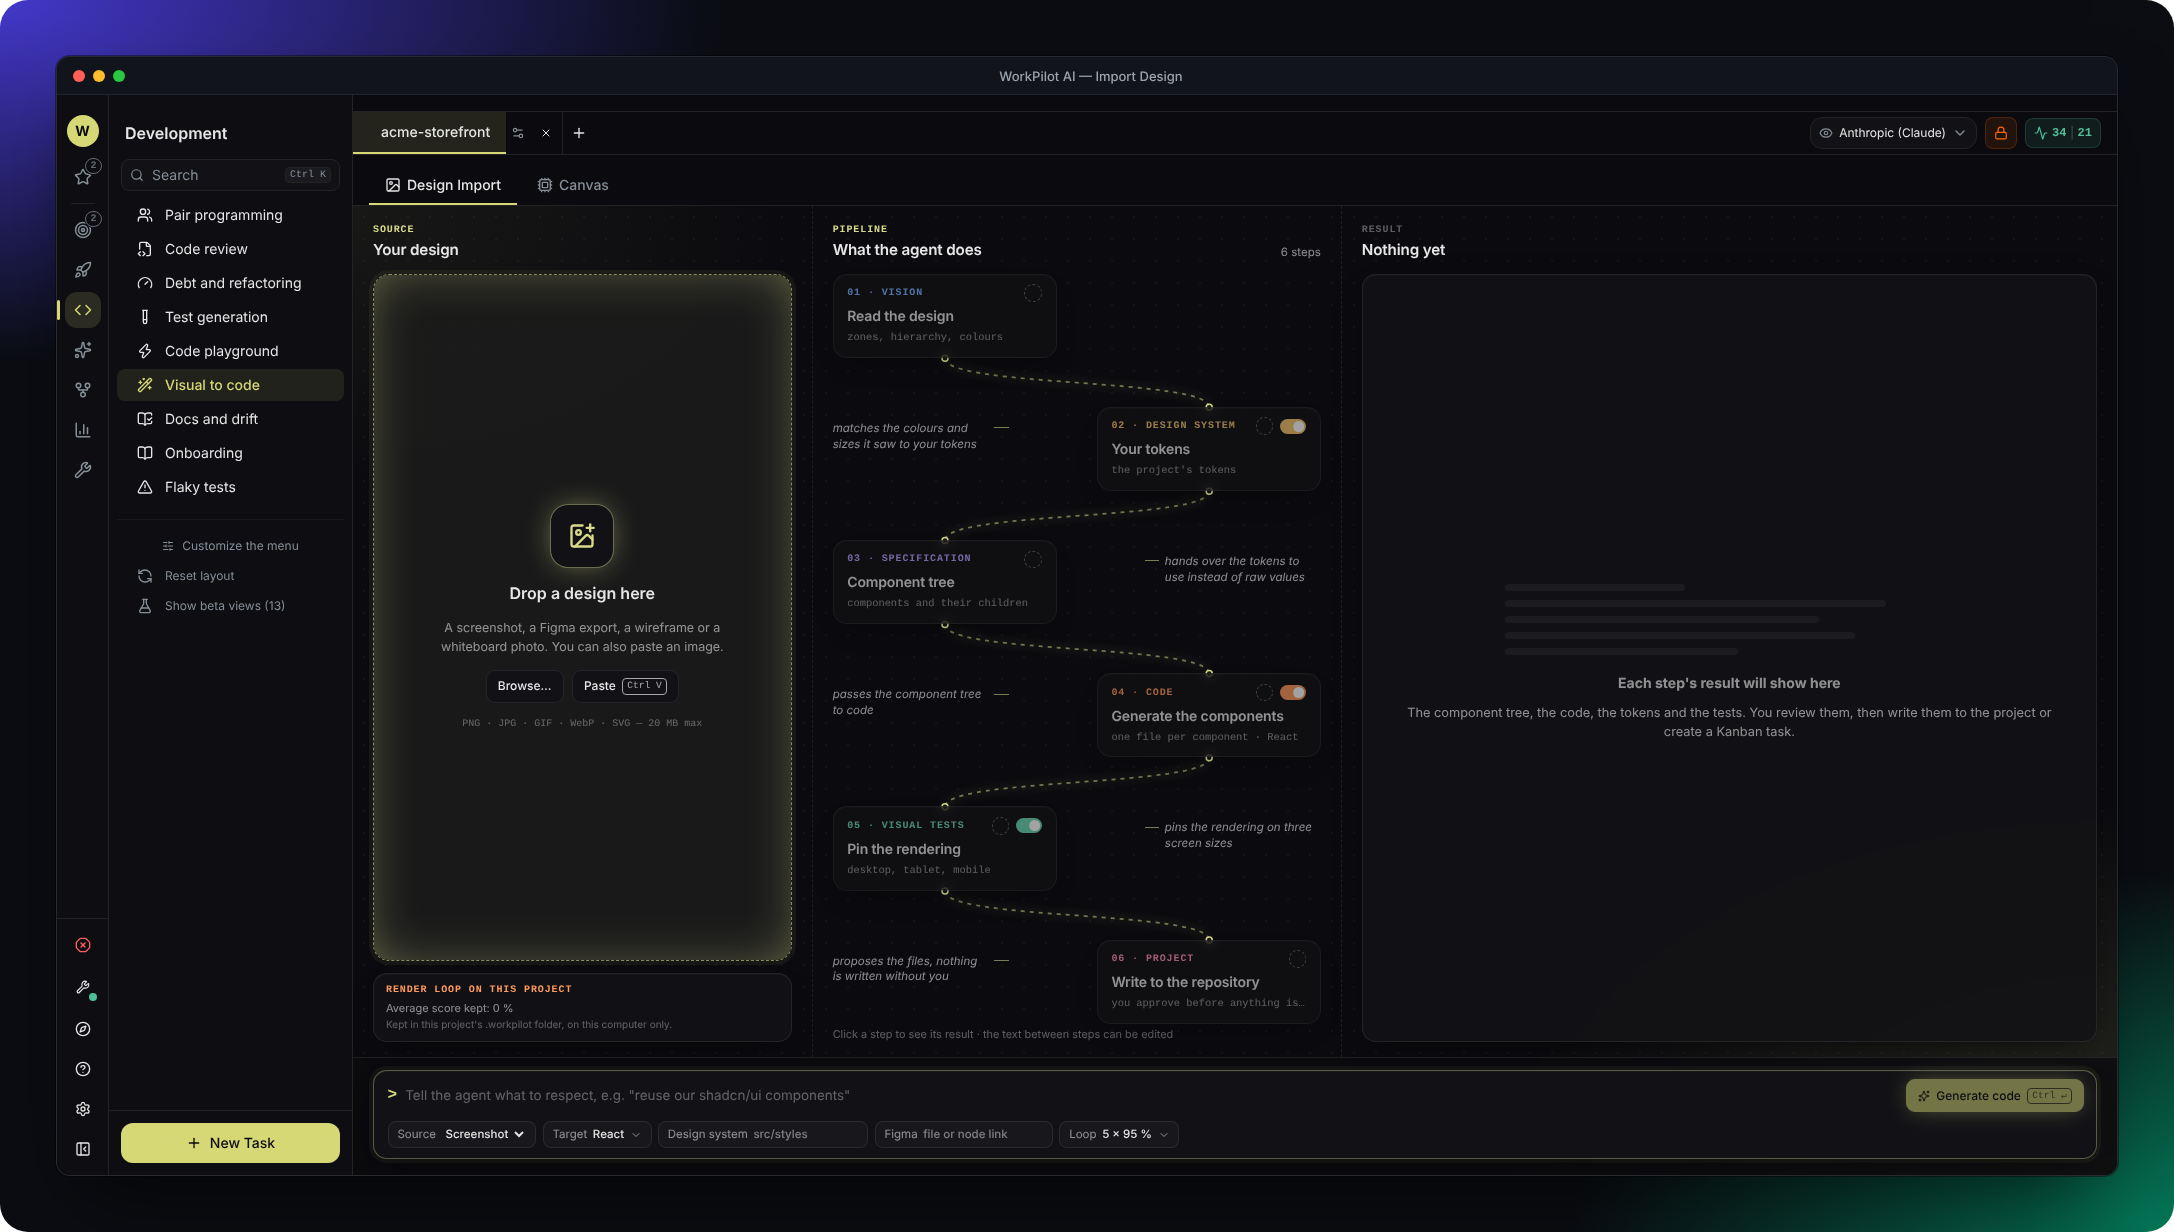 WorkPilot AI — Import Design
W
2
2
Development
Search Ctrl K
Pair programming
Code review
Debt and refactoring
Test generation
Code playground
Visual to code
Docs and drift
Onboarding
Flaky tests
Customize the menu
Reset layout
Show beta views (13)
New Task
acme-storefront
Anthropic (Claude)
34 | 21
Design Import
Canvas
SOURCE
Your design
Drop a design here
A screenshot, a Figma export, a wireframe or a
whiteboard photo. You can also paste an image.
Browse...
Paste Ctrl V
PNG · JPG · GIF · WebP · SVG — 20 MB max
RENDER LOOP ON THIS PROJECT
Average score kept: 0 %
Kept in this project's .workpilot folder, on this computer only.
PIPELINE
What the agent does
6 steps
01 · VISION
Read the design
zones, hierarchy, colours
matches the colours and
sizes it saw to your tokens
02 · DESIGN SYSTEM
Your tokens
the project's tokens
03 · SPECIFICATION
Component tree
components and their children
hands over the tokens to
use instead of raw values
passes the component tree
to code
04 · CODE
Generate the components
one file per component · React
05 · VISUAL TESTS
Pin the rendering
desktop, tablet, mobile
pins the rendering on three
screen sizes
proposes the files, nothing
is written without you
06 · PROJECT
Write to the repository
you approve before anything is…
Click a step to see its result · the text between steps can be edited
RESULT
Nothing yet
Each step's result will show here
The component tree, the code, the tokens and the tests. You review them, then write them to the project or
create a Kanban task.
> Tell the agent what to respect, e.g. "reuse our shadcn/ui components"
Generate code Ctrl ↵
Source Screenshot
Target React
Design system src/styles
Figma file or node link
Loop 5 × 95 %